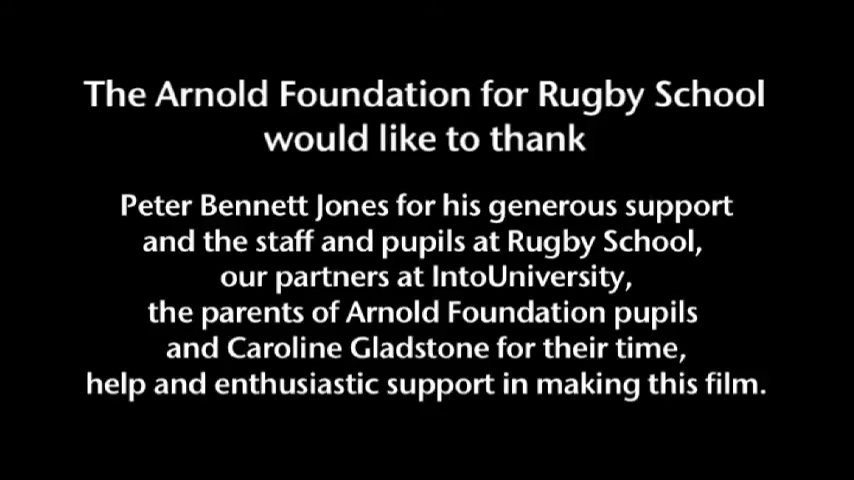 The Arnold Foundation for Rugby School
would like to thank
Peter Bennett Jones for his generous support
and the staff and pupils at Rugby School,
our partners at IntoUniversity,
the parents of Arnold Foundation pupils
and Caroline Gladstone for their time,
help and enthusiastic support in making this film.